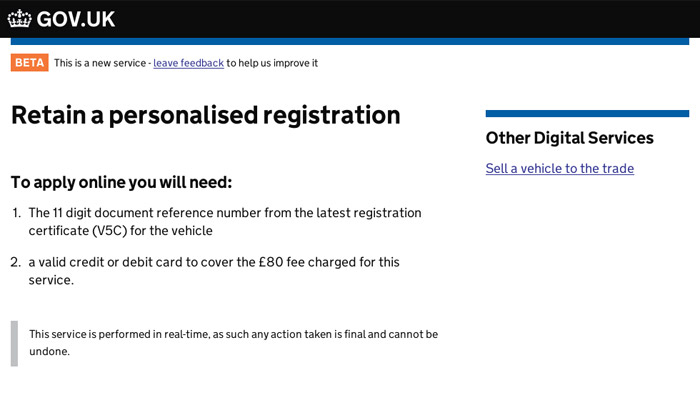 GOV.UK
BETA This is a new service - leave feedback to help us improve it
Retain a personalised registration
To apply online you will need:
1. The 11 digit document reference number from the latest registration
certificate (V5C) for the vehicle
2. a valid credit or debit card to cover the £80 fee charged for this
service.
This service is performed in real-time, as such any action taken is final and cannot be
undone.
Other Digital Services
Sell a vehicle to the trade